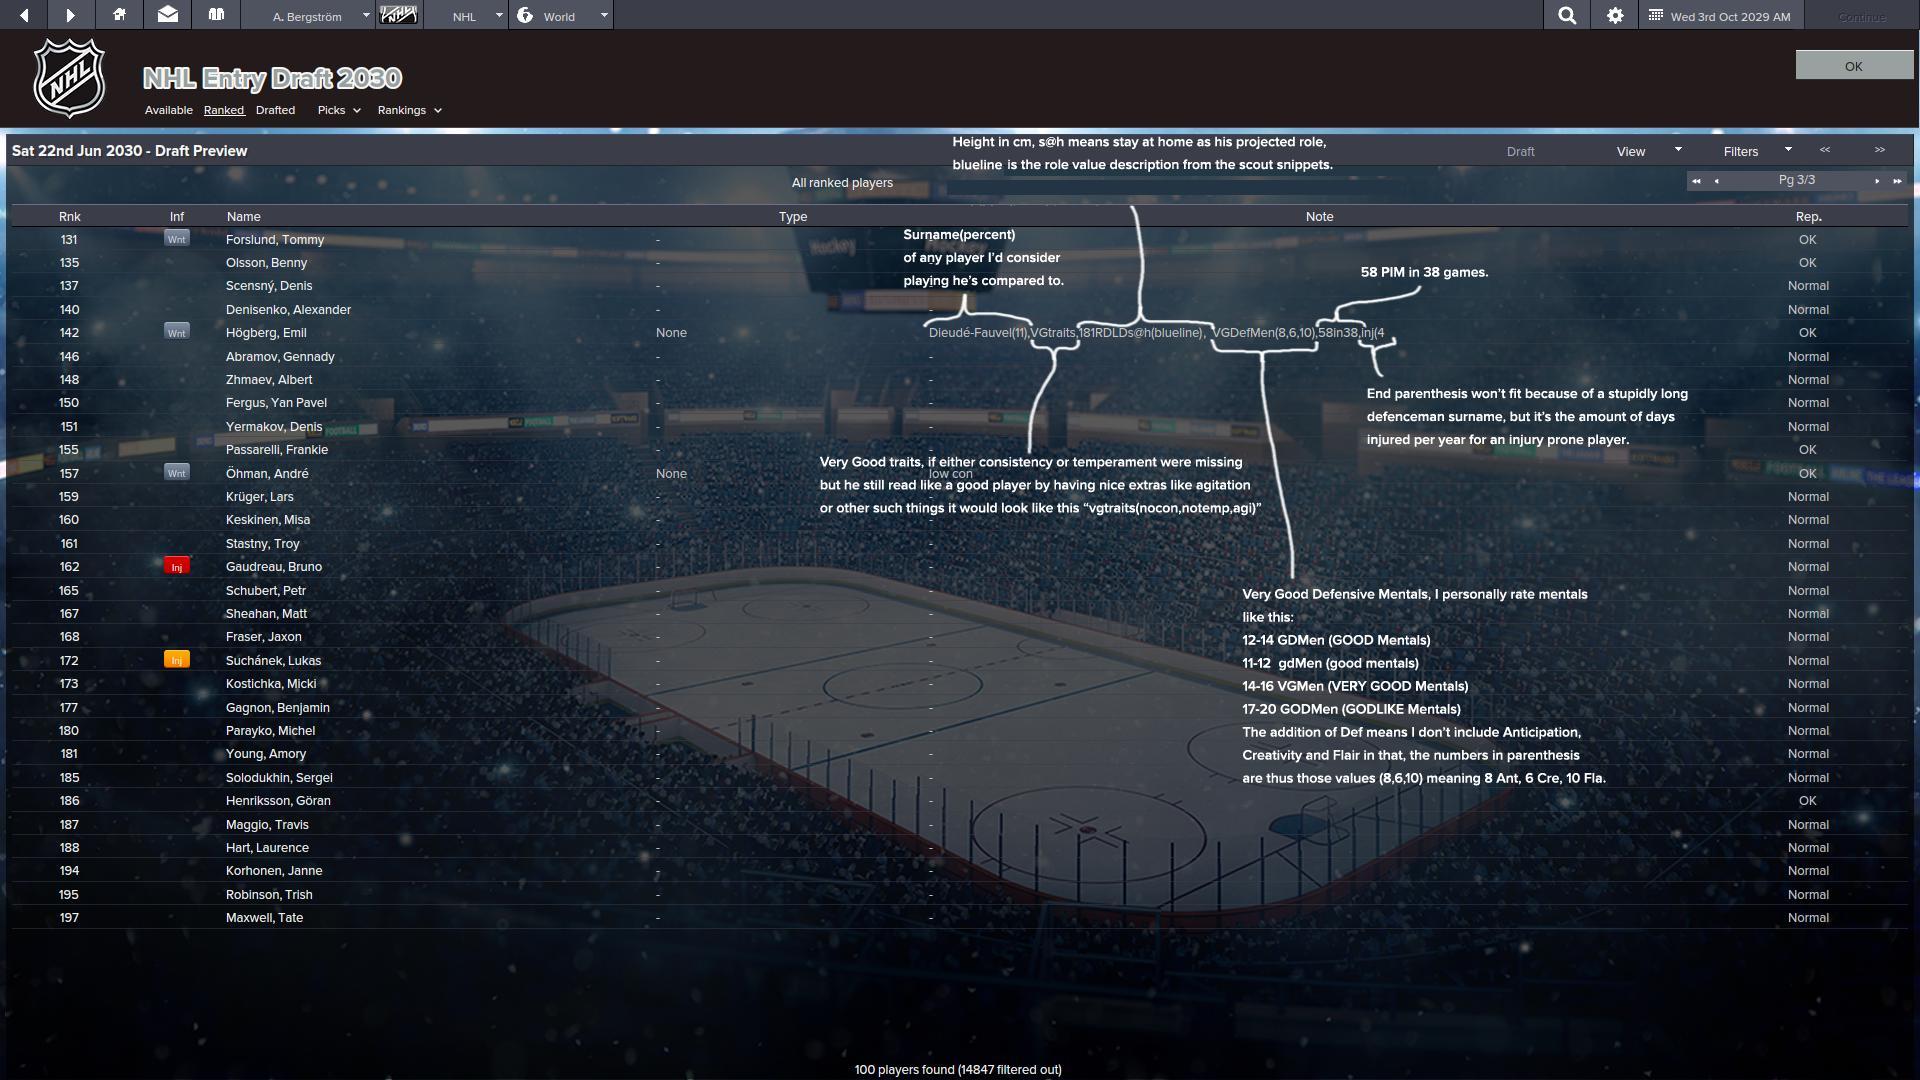 A. Bergström NHL World Wed 3rd Oct 2029 AM Continue
NHL
NHL Entry Draft 2030
OK
Available Ranked Drafted Picks Rankings
Height in cm, s@h means stay at home as his projected role,
blueline is the role value description from the scout snippets.
Sat 22nd Jun 2030 - Draft Preview Draft View Filters << >>
All ranked players Pg 3/3
Rnk Inf Name Type Note Rep.
131 Wnt Forslund, Tommy - OK
Surname(percent)
of any player I'd consider
playing he's compared to.
135 Olsson, Benny - OK
58 PIM in 38 games.
137 Scensný, Denis - Normal
140 Denisenko, Alexander - - Normal
142 Wnt Högberg, Emil None Dieudé-Fauvel(11),VGtraits,181RDLDs@h(blueline), VGDefMen(8,6,10),58in38,inj(4 OK
146 Abramov, Gennady - - Normal
148 Zhmaev, Albert - - Normal
150 Fergus, Yan Pavel - - Normal
End parenthesis won't fit because of a stupidly long
defenceman surname, but it's the amount of days
injured per year for an injury prone player.
151 Yermakov, Denis - - Normal
155 Passarelli, Frankie - - OK
157 Wnt Öhman, André None low con OK
Very Good traits, if either consistency or temperament were missing
but he still read like a good player by having nice extras like agitation
or other such things it would look like this "vgtraits(nocon,notemp,agi)"
159 Krüger, Lars - Normal
160 Keskinen, Misa - - Normal
161 Stastny, Troy - - Normal
162 Inj Gaudreau, Bruno - - Normal
165 Schubert, Petr - - Normal
167 Sheahan, Matt - - Normal
168 Fraser, Jaxon - - Normal
172 Inj Suchánek, Lukas - - Normal
173 Kostichka, Micki - - Normal
177 Gagnon, Benjamin - - Normal
180 Parayko, Michel - - Normal
181 Young, Amory - - Normal
185 Solodukhin, Sergei - - Normal
Very Good Defensive Mentals, I personally rate mentals
like this:
12-14 GDMen (GOOD Mentals)
11-12 gdMen (good mentals)
14-16 VGMen (VERY GOOD Mentals)
17-20 GODMen (GODLIKE Mentals)
The addition of Def means I don't include Anticipation,
Creativity and Flair in that, the numbers in parenthesis
are thus those values (8,6,10) meaning 8 Ant, 6 Cre, 10 Fla.
186 Henriksson, Göran - - OK
187 Maggio, Travis - - Normal
188 Hart, Laurence - - Normal
194 Korhonen, Janne - - Normal
195 Robinson, Trish - - Normal
197 Maxwell, Tate - - Normal
100 players found (14847 filtered out)